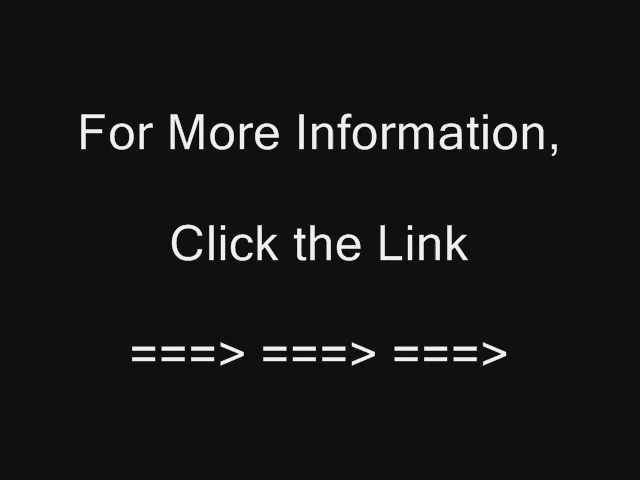 For More Information,
Click the Link
===> ===> ===>